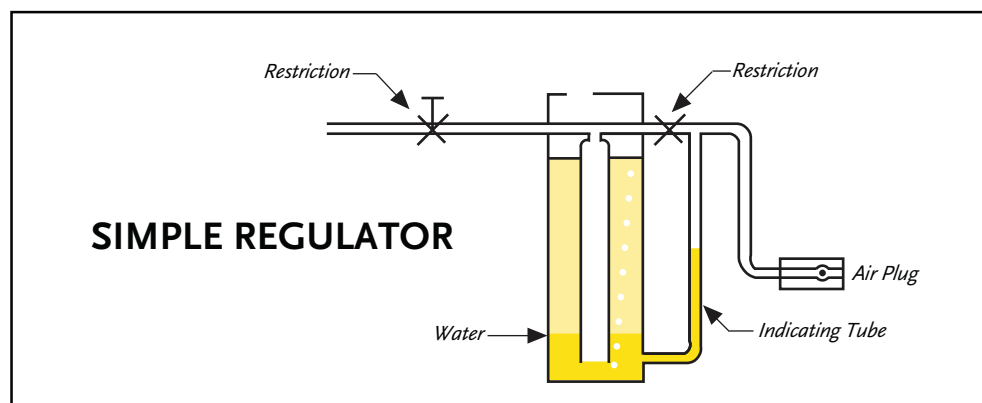 Restriction
Restriction
SIMPLE REGULATOR
Air Plug
Water
Indicating Tube